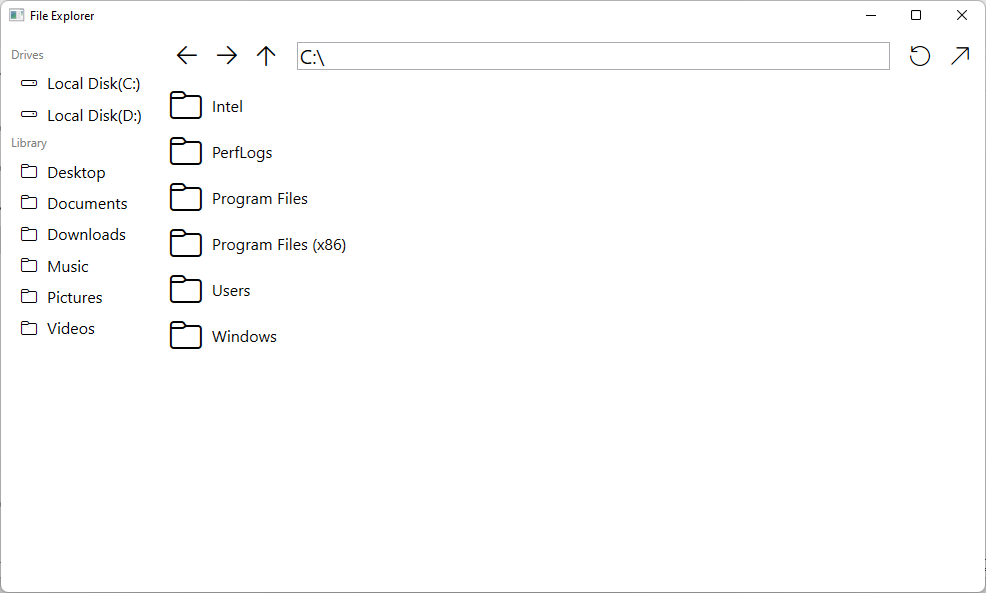 File Explorer
Drives
Local Disk(C:)
Local Disk(D:)
Library
Desktop
Documents
Downloads
Music
Pictures
Videos
C:\
Intel
PerfLogs
Program Files
Program Files (x86)
Users
Windows